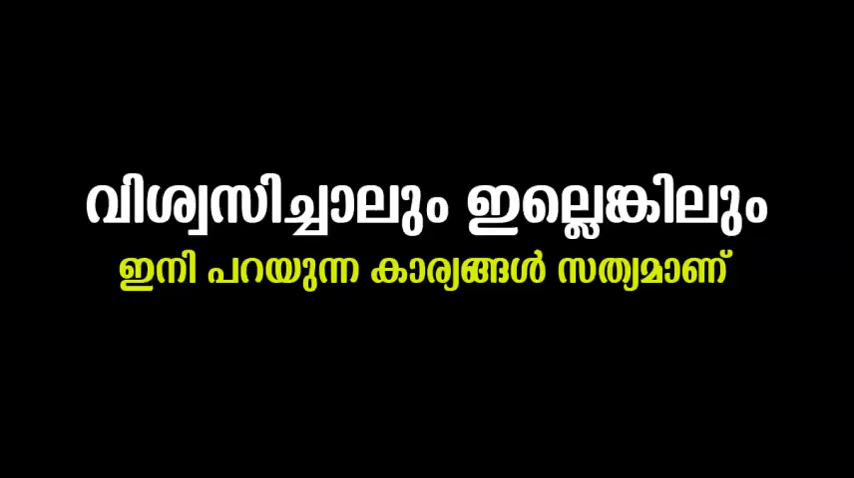 വിശ്വസിച്ചാലും ഇല്ലെങ്കിലും
ഇനി പറയുന്ന കാര്യങ്ങൾ സത്യമാണ്